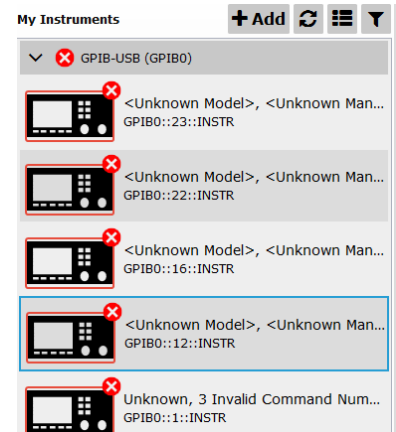 My Instruments
+ Add
GPIB-USB (GPIB0)
<Unknown Model>, <Unknown Man...
GPIB0::23::INSTR
<Unknown Model>, <Unknown Man...
GPIB0::22::INSTR
<Unknown Model>, <Unknown Man...
GPIB0::16::INSTR
<Unknown Model>, <Unknown Man...
GPIB0::12::INSTR
Unknown, 3 Invalid Command Num...
GPIB0::1::INSTR